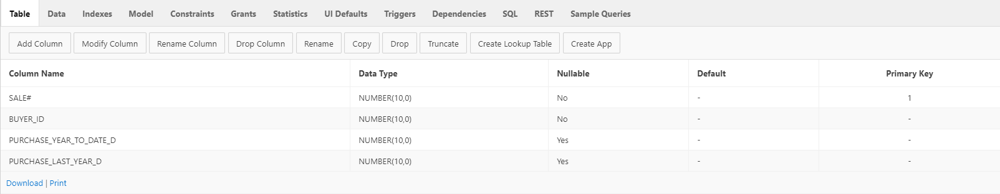 Table Data Indexes Model Constraints Grants Statistics UI Defaults Triggers Dependencies SQL REST Sample Queries
Add Column Modify Column Rename Column Drop Column Rename Copy Drop Truncate Create Lookup Table Create App
Column Name Data Type Nullable Default Primary Key
SALE# NUMBER(10,0) No - 1
BUYER_ID NUMBER(10,0) No - -
PURCHASE_YEAR_TO_DATE_D NUMBER(10,0) Yes - -
PURCHASE_LAST_YEAR_D NUMBER(10,0) Yes - -
Download | Print